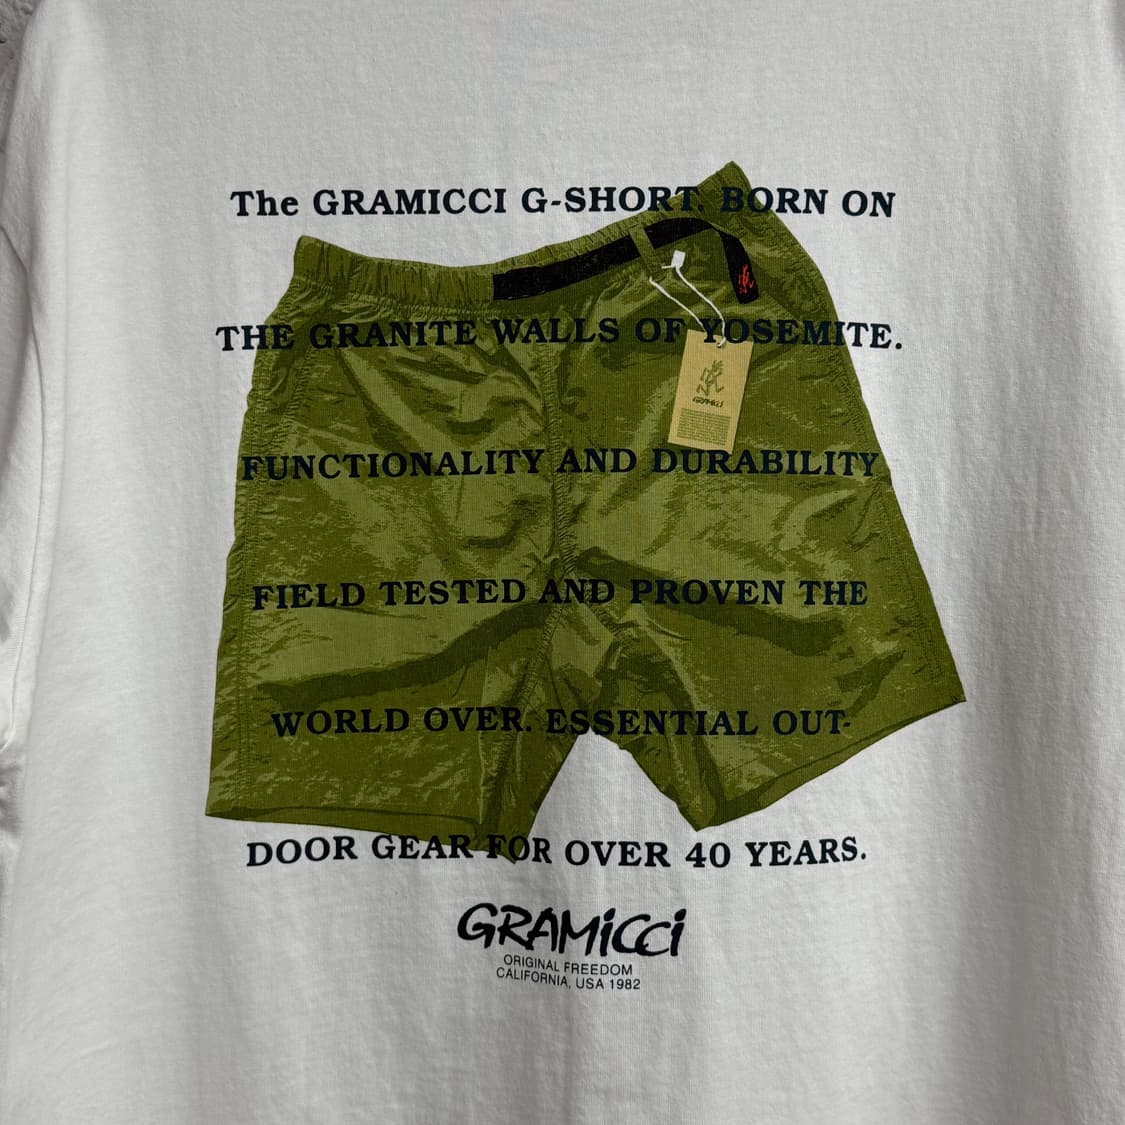 The GRAMICCI G-SHORT. BORN ON
THE GRANITE WALLS OF YOSEMITE.
GRAMICCI
FUNCTIONALITY AND DURABILITY
FIELD TESTED AND PROVEN THE
WORLD OVER. ESSENTIAL OUT-
DOOR GEAR FOR OVER 40 YEARS.
GRAMiCCi
ORIGINAL FREEDOM
CALIFORNIA, USA 1982